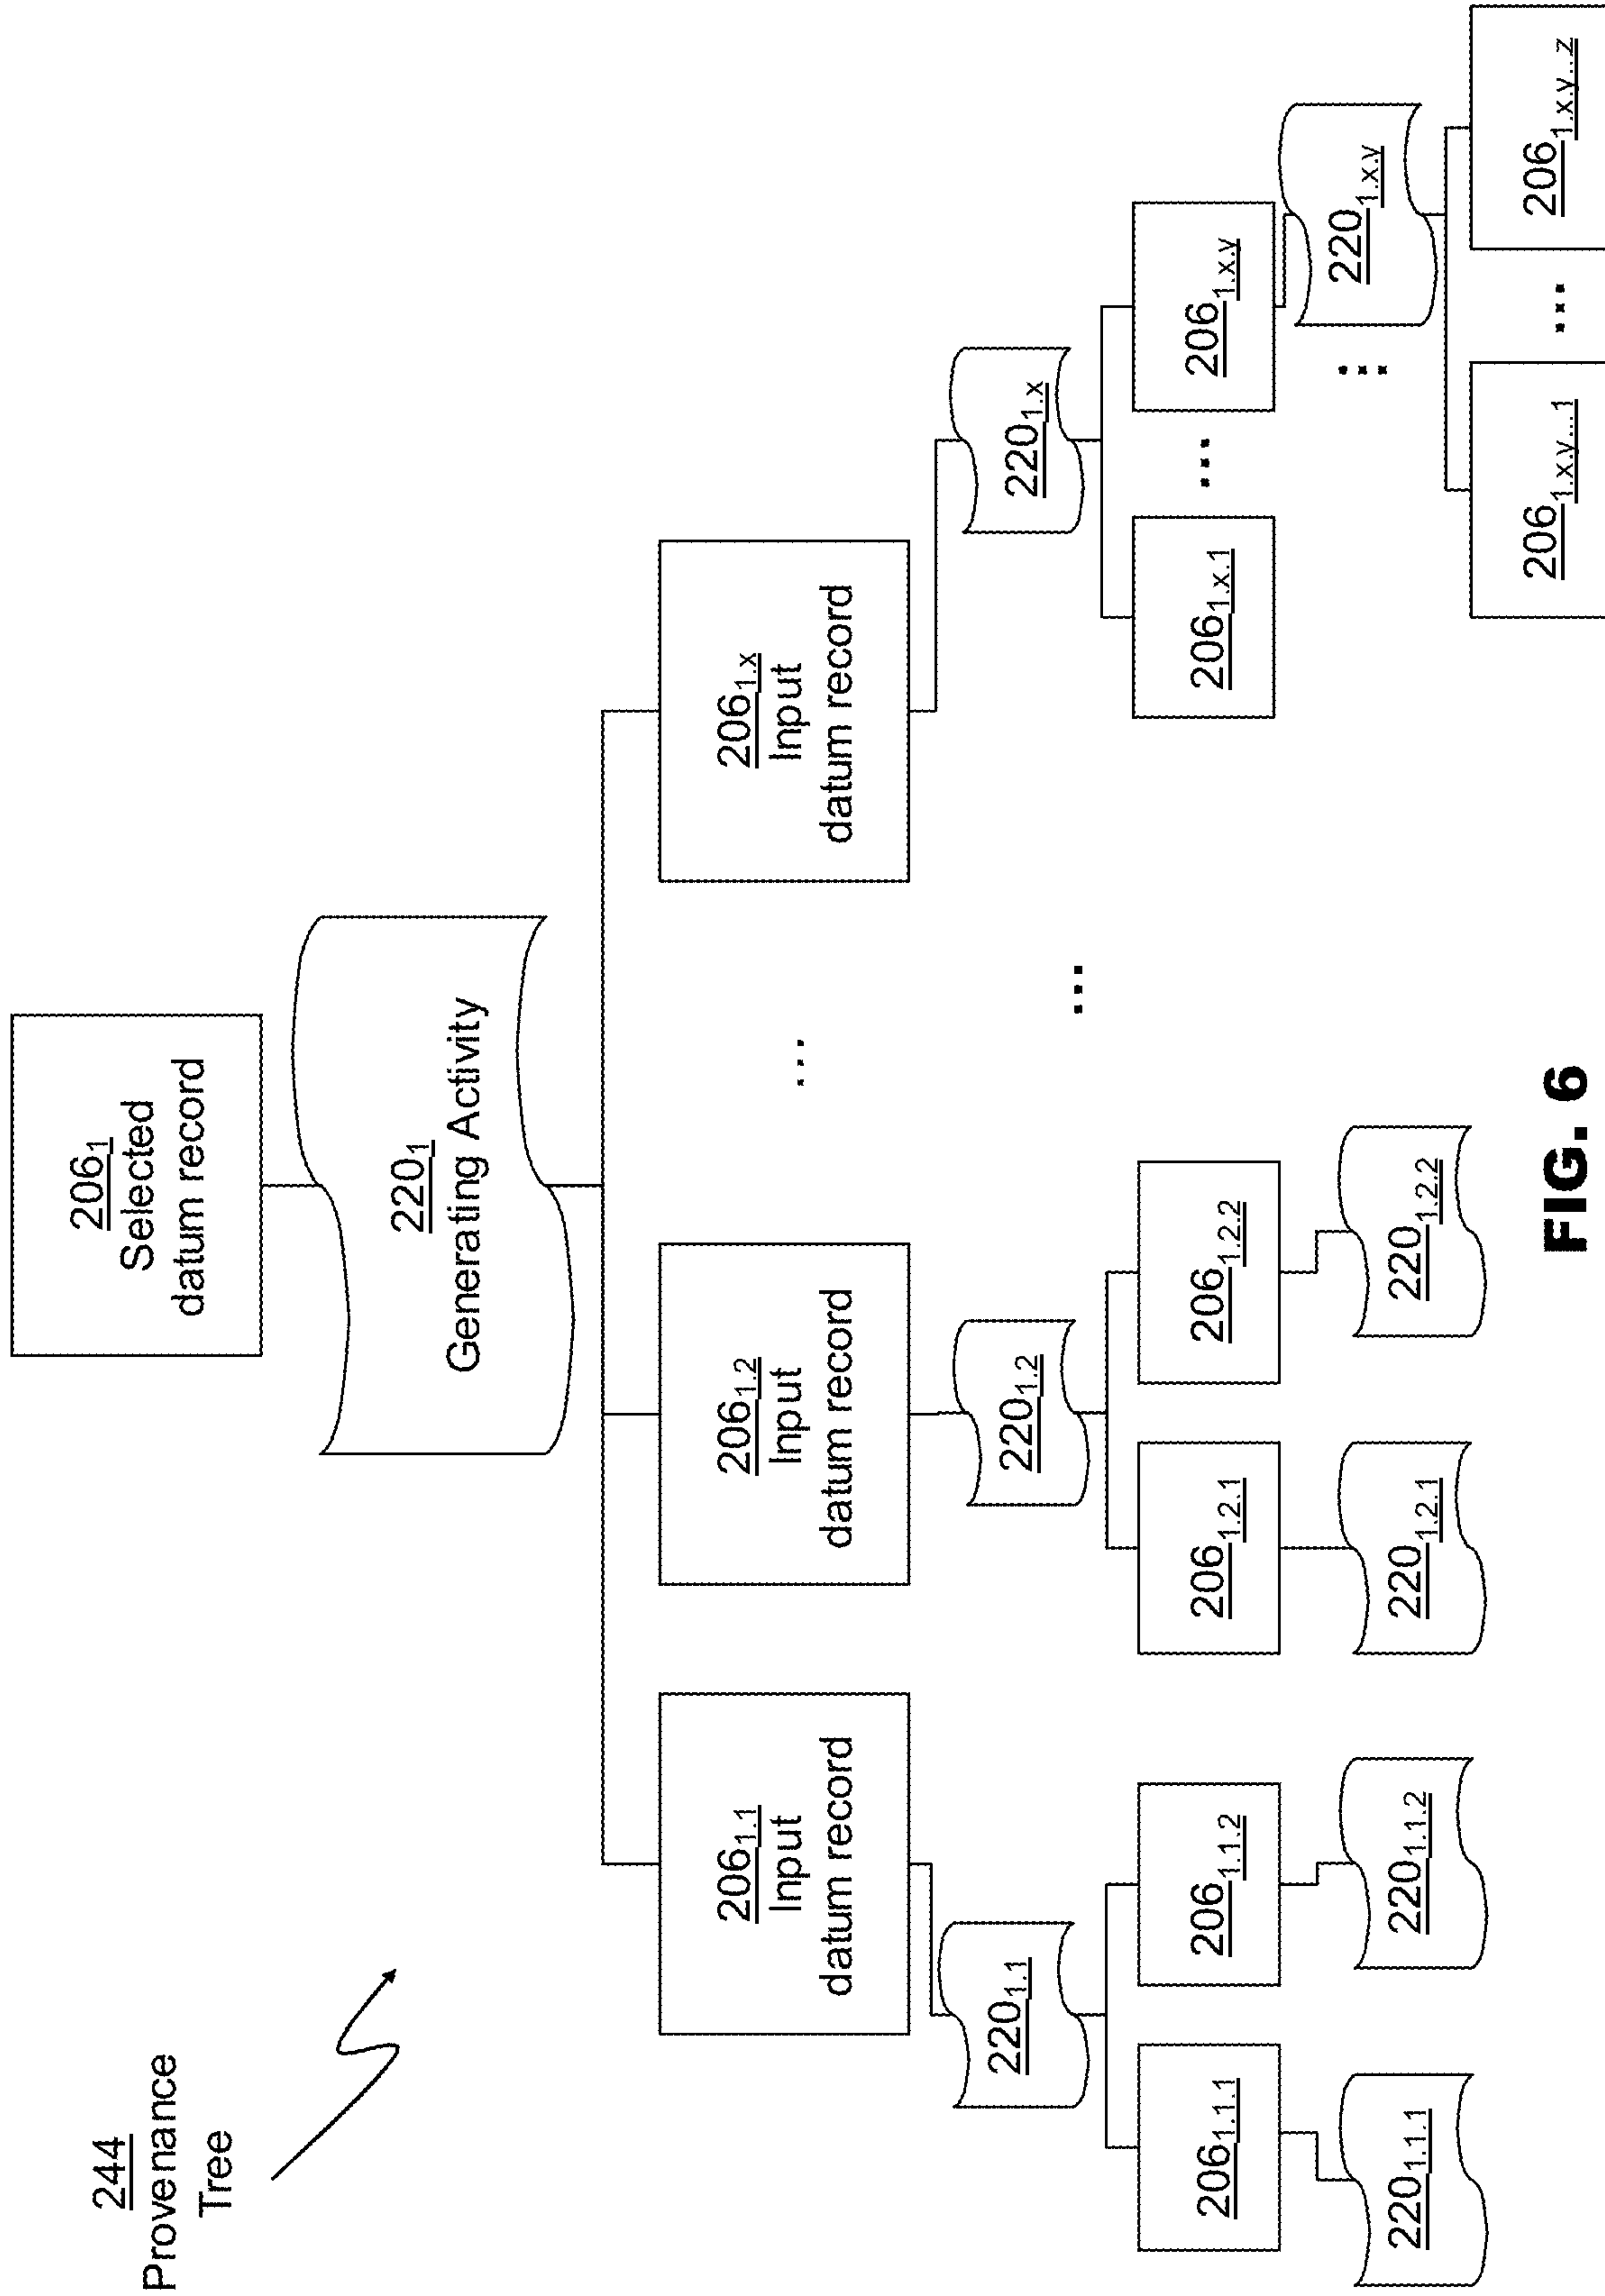 244
Provenance
Tree
206₁
Selected
datum record
220₁
Generating Activity
206₁.₁
Input
datum record
206₁.₂
Input
datum record
...
206₁.ₓ
Input
datum record
220₁.₁
220₁.₂
...
220₁.ₓ
206₁.₁.₁
206₁.₁.₂
206₁.₂.₁
206₁.₂.₂
206₁.ₓ.₁
...
206₁.ₓ.y
220₁.₁.₁
220₁.₁.₂
220₁.₂.₁
220₁.₂.₂
...
220₁.ₓ.y
206₁.ₓ.y...₁
...
206₁.ₓ.y...z
FIG. 6